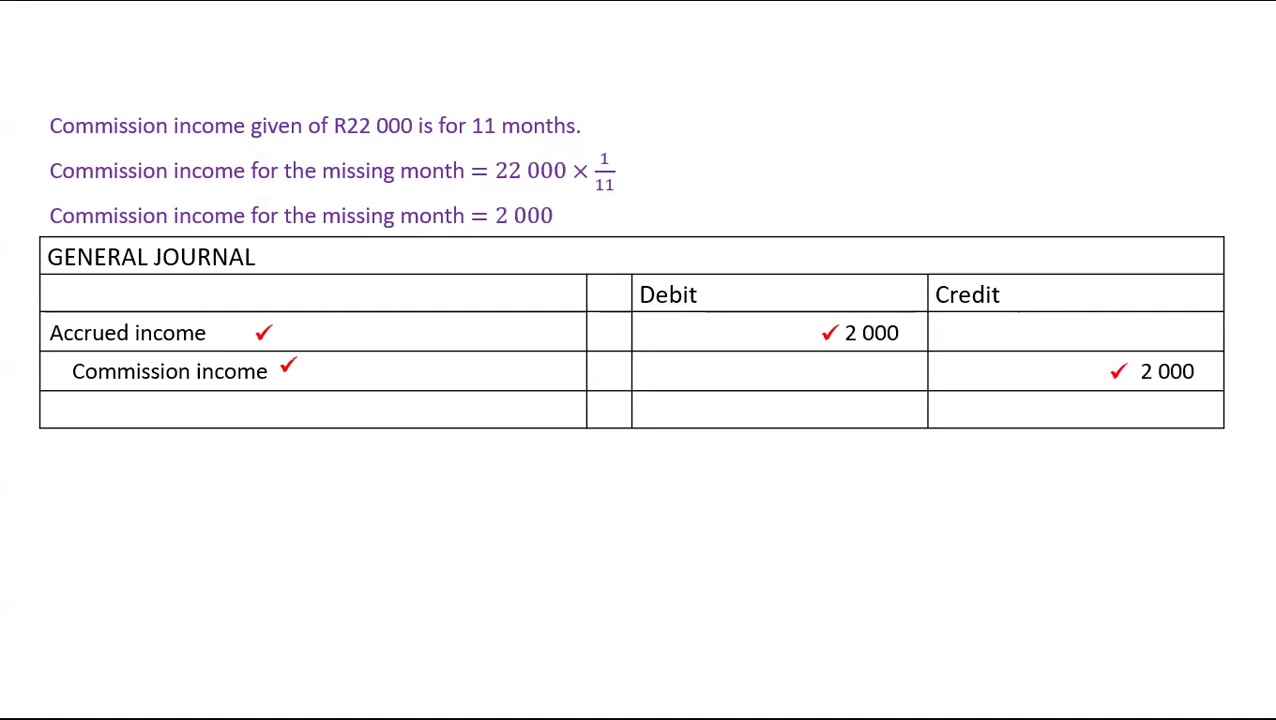 Commission income given of R22 000 is for 11 months.
Commission income for the missing month = 22 000 × 1/11
Commission income for the missing month = 2 000
GENERAL JOURNAL
Debit Credit
Accrued income ✓ ✓ 2 000
Commission income ✓ ✓ 2 000